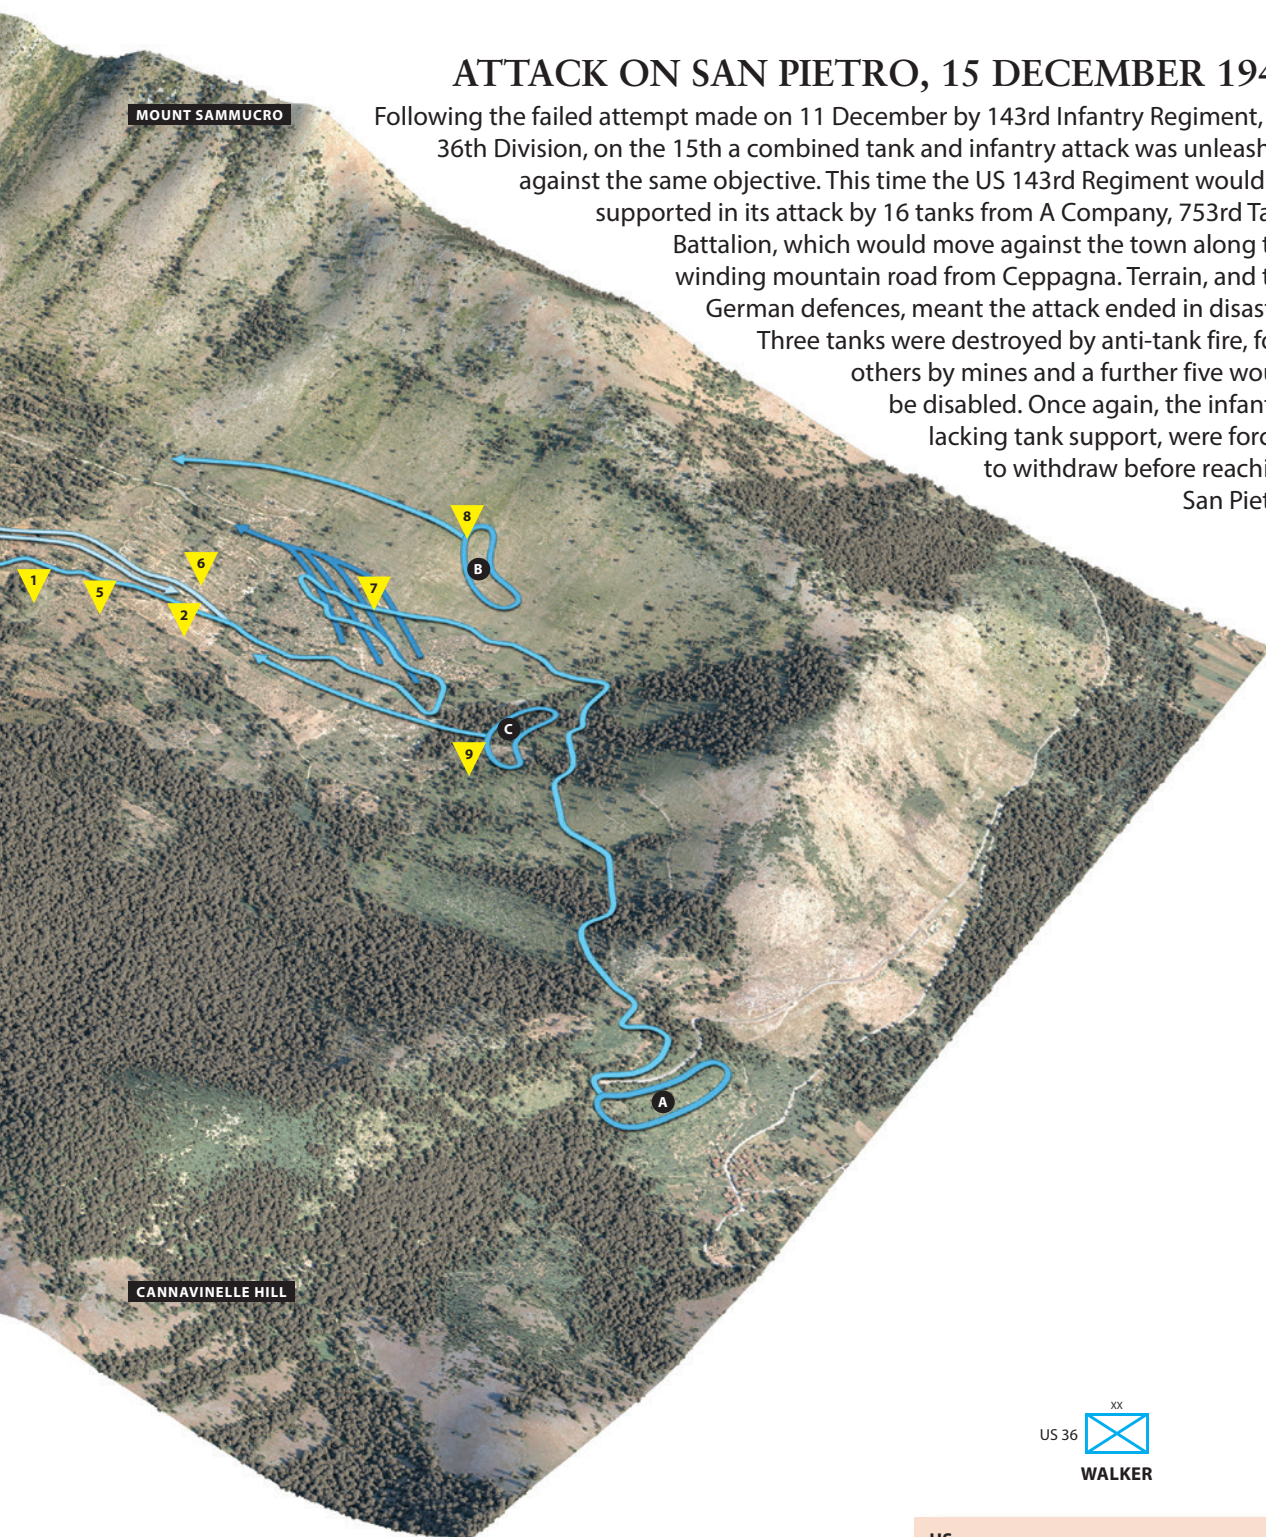 ATTACK ON SAN PIETRO, 15 DECEMBER 194
MOUNT SAMMUCRO
Following the failed attempt made on 11 December by 143rd Infantry Regiment,
36th Division, on the 15th a combined tank and infantry attack was unleash
against the same objective. This time the US 143rd Regiment would
supported in its attack by 16 tanks from A Company, 753rd Ta
Battalion, which would move against the town along t
winding mountain road from Ceppagna. Terrain, and t
German defences, meant the attack ended in disast
Three tanks were destroyed by anti-tank fire, fo
others by mines and a further five wou
be disabled. Once again, the infant
lacking tank support, were forc
to withdraw before reachi
San Piet
8
B
6
1
5
7
2
C
9
A
CANNAVINELLE HILL
XX
US 36
WALKER
US